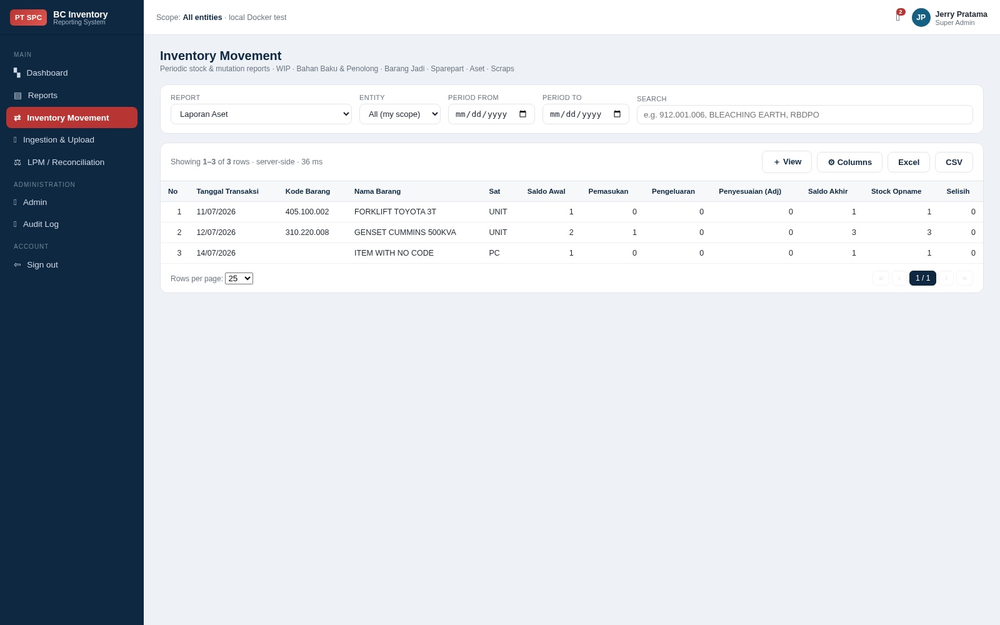 PT SPC
BC Inventory
Reporting System
Scope: All entities · local Docker test
2
JP
Jerry Pratama
Super Admin
MAIN
Dashboard
Reports
Inventory Movement
Ingestion & Upload
LPM / Reconciliation
ADMINISTRATION
Admin
Audit Log
ACCOUNT
Sign out
Inventory Movement
Periodic stock & mutation reports · WIP · Bahan Baku & Penolong · Barang Jadi · Sparepart · Aset · Scraps
REPORT ENTITY PERIOD FROM PERIOD TO SEARCH
Laporan Aset All (my scope) mm/dd/yyyy mm/dd/yyyy e.g. 912.001.006, BLEACHING EARTH, RBDPO
Showing 1–3 of 3 rows · server-side · 36 ms
+ View
⚙ Columns
Excel
CSV
No Tanggal Transaksi Kode Barang Nama Barang Sat Saldo Awal Pemasukan Pengeluaran Penyesuaian (Adj) Saldo Akhir Stock Opname Selisih
1 11/07/2026 405.100.002 FORKLIFT TOYOTA 3T UNIT 1 0 0 0 1 1 0
2 12/07/2026 310.220.008 GENSET CUMMINS 500KVA UNIT 2 1 0 0 3 3 0
3 14/07/2026 ITEM WITH NO CODE PC 1 0 0 0 1 1 0
Rows per page: 25
« ‹ 1 / 1 › »